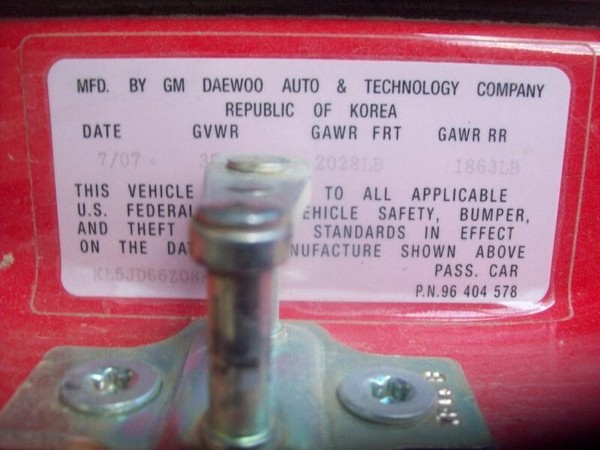 MFD. BY GM DAEWOO AUTO & TECHNOLOGY COMPANY
REPUBLIC OF KOREA
DATE GVWR GAWR FRT GAWR RR
7/07 2028LB 1863LB
THIS VEHICLE TO ALL APPLICABLE
U.S. FEDERAL EHICLE SAFETY, BUMPER,
AND THEFT STANDARDS IN EFFECT
ON THE DAT NUFACTURE SHOWN ABOVE
PASS. CAR
P.N.96 404 578